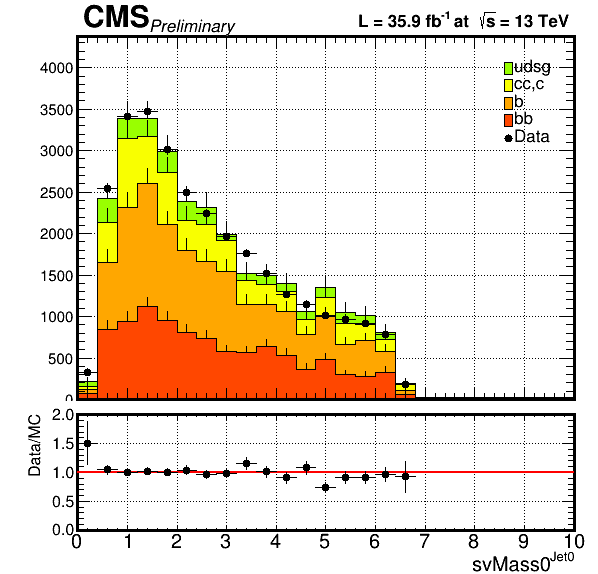 CMS Preliminary L = 35.9 fb⁻¹ at √s = 13 TeV
4000
3500
3000
2500
2000
1500
1000
500
0
udsg
cc,c
b
bb
Data
Data/MC
2.0
1.5
1.0
0.5
0.0
0 1 2 3 4 5 6 7 8 9 10
svMass0^Jet0